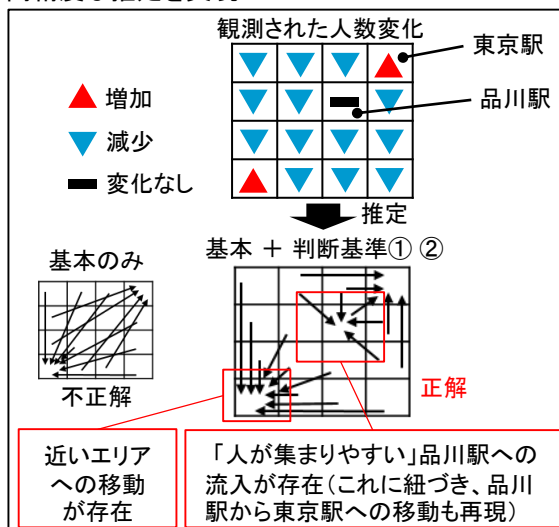 観測された人数変化
東京駅
品川駅
増加
減少
変化なし
推定
基本 + 判断基準① ②
基本のみ
不正解
正解
近いエリア
への移動
が存在
「人が集まりやすい」品川駅への
流入が存在(これに紐づき、品川
駅から東京駅への移動も再現)